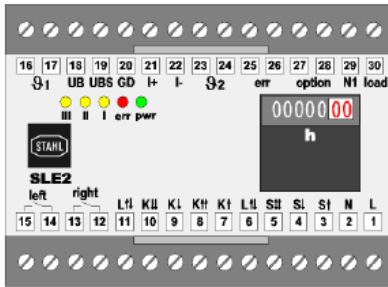 16 17 18 19 20 21 22 23 24 25 26 27 28 29 30
ϑ1 UB UBS GD I+ I- ϑ2 err option N1 load
III II I err pwr
00000 00
h
STAHL
SLE2
left right L↑↓ K⇊ K↓ K⇈ K↑ L↑↓ S⇊ S↓ S↑ N L
15 14 13 12 11 10 9 8 7 6 5 4 3 2 1